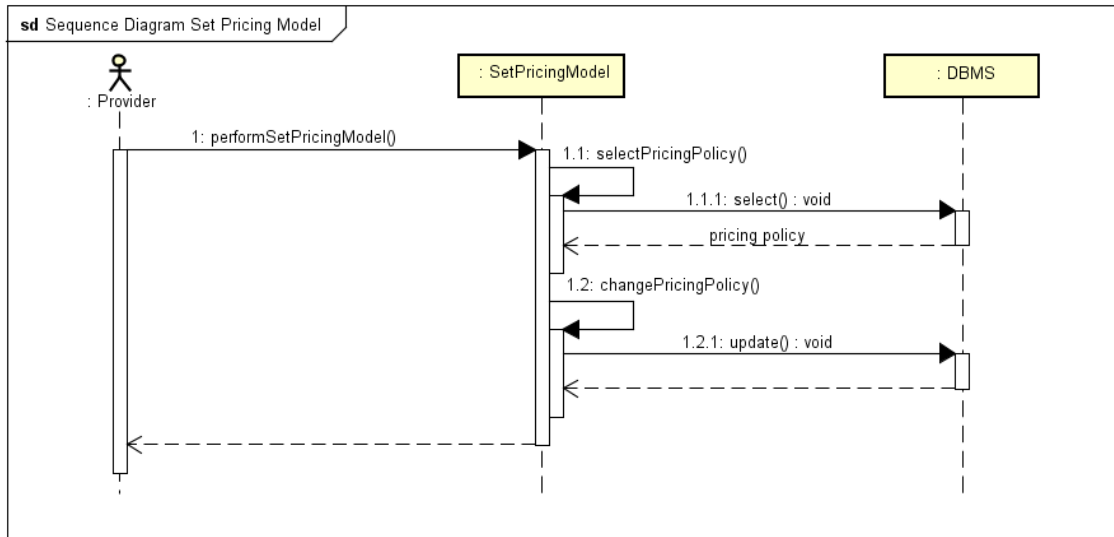 sd Sequence Diagram Set Pricing Model
: Provider
: SetPricingModel
: DBMS
1: performSetPricingModel()
1.1: selectPricingPolicy()
1.1.1: select() : void
pricing policy
1.2: changePricingPolicy()
1.2.1: update() : void